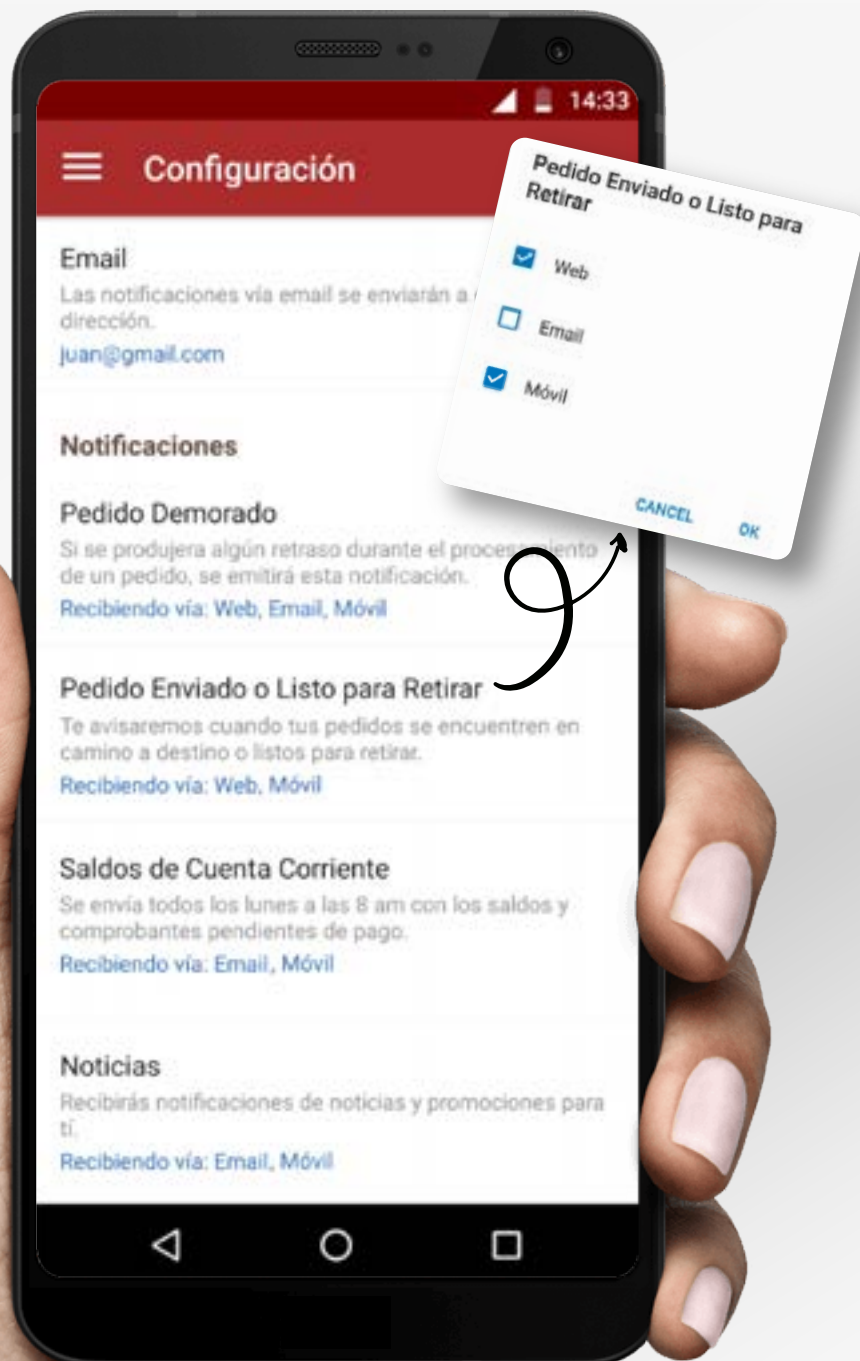 14:33
Configuración
Email
Las notificaciones vía email se enviarán a
dirección.
juan@gmail.com
Notificaciones
Pedido Demorado
Si se produjera algún retraso durante el procesamiento
de un pedido, se emitirá esta notificación.
Recibiendo vía: Web, Email, Móvil
Pedido Enviado o Listo para Retirar
Te avisaremos cuando tus pedidos se encuentren en
camino a destino o listos para retirar.
Recibiendo vía: Web, Móvil
Saldos de Cuenta Corriente
Se envía todos los lunes a las 8 am con los saldos y
comprobantes pendientes de pago.
Recibiendo vía: Email, Móvil
Noticias
Recibirás notificaciones de noticias y promociones para
tí.
Recibiendo vía: Email, Móvil
Pedido Enviado o Listo para
Retirar
Web
Email
Móvil
CANCEL OK